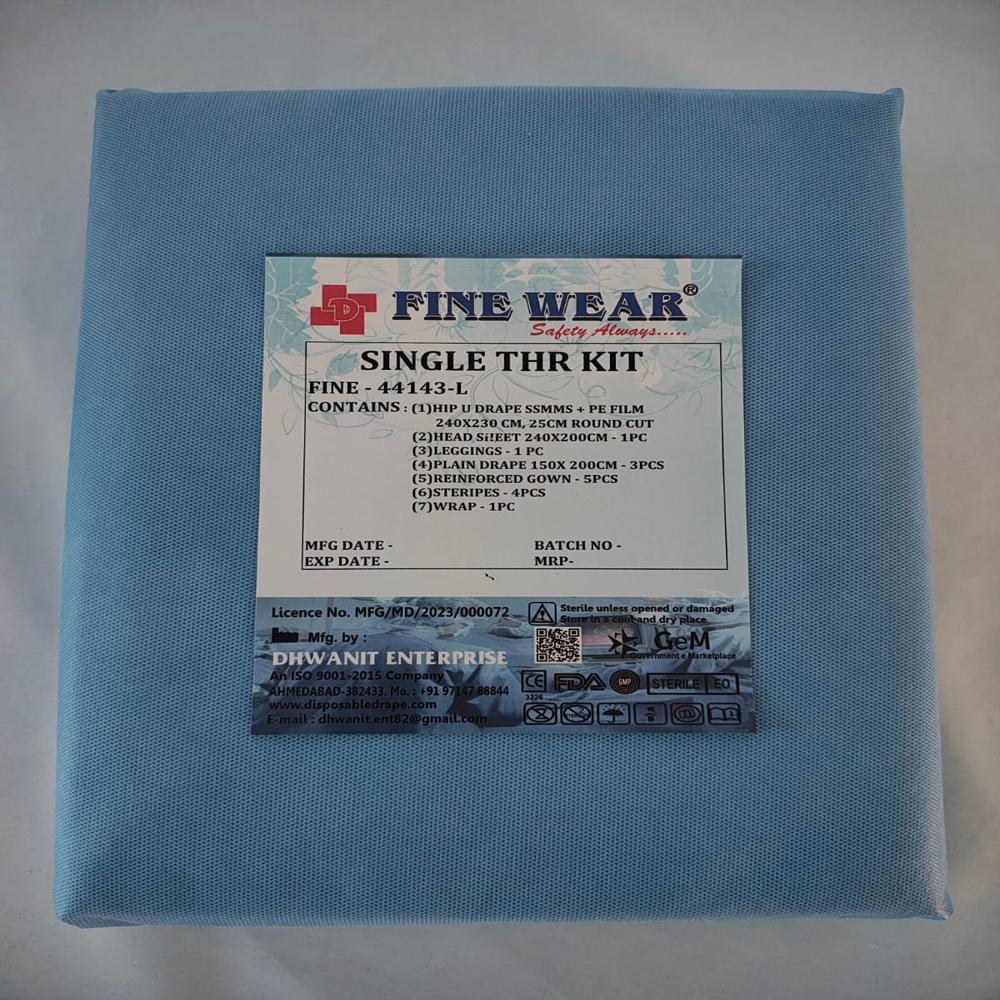 D
FINE WEAR®
Safety Always.....
SINGLE THR KIT
FINE - 44143-L
CONTAINS : (1)HIP U DRAPE SSMMS + PE FILM
240X230 CM, 25CM ROUND CUT
(2)HEAD SHEET 240X200CM - 1PC
(3)LEGGINGS - 1 PC
(4)PLAIN DRAPE 150X 200CM - 3PCS
(5)REINFORCED GOWN - 5PCS
(6)STERIPES - 4PCS
(7)WRAP - 1PC
MFG DATE - BATCH NO -
EXP DATE - MRP-
Licence No. MFG/MD/2023/000072
Sterile unless opened or damaged
Store in a cool and dry place
Mfg. by :
DHWANIT ENTERPRISE
An ISO 9001-2015 Company
AHMEDABAD-382433. Mo. : +91 97147 88844
www.disposabledrape.com
E-mail : dhwanit.ent82@gmail.com
GeM
Government e Marketplace
CE FDA GMP STERILE EO
3226